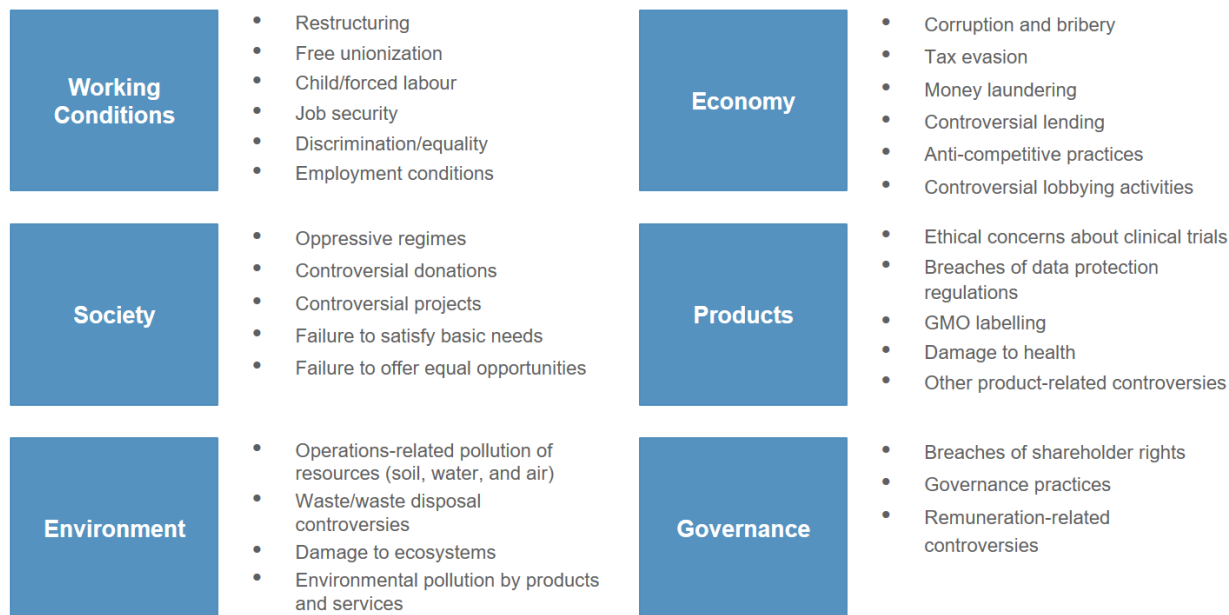 Working
Conditions
• Restructuring
• Free unionization
• Child/forced labour
• Job security
• Discrimination/equality
• Employment conditions
Economy
• Corruption and bribery
• Tax evasion
• Money laundering
• Controversial lending
• Anti-competitive practices
• Controversial lobbying activities
Society
• Oppressive regimes
• Controversial donations
• Controversial projects
• Failure to satisfy basic needs
• Failure to offer equal opportunities
Products
• Ethical concerns about clinical trials
• Breaches of data protection
regulations
• GMO labelling
• Damage to health
• Other product-related controversies
Environment
• Operations-related pollution of
resources (soil, water, and air)
• Waste/waste disposal
controversies
• Damage to ecosystems
• Environmental pollution by products
and services
Governance
• Breaches of shareholder rights
• Governance practices
• Remuneration-related
controversies